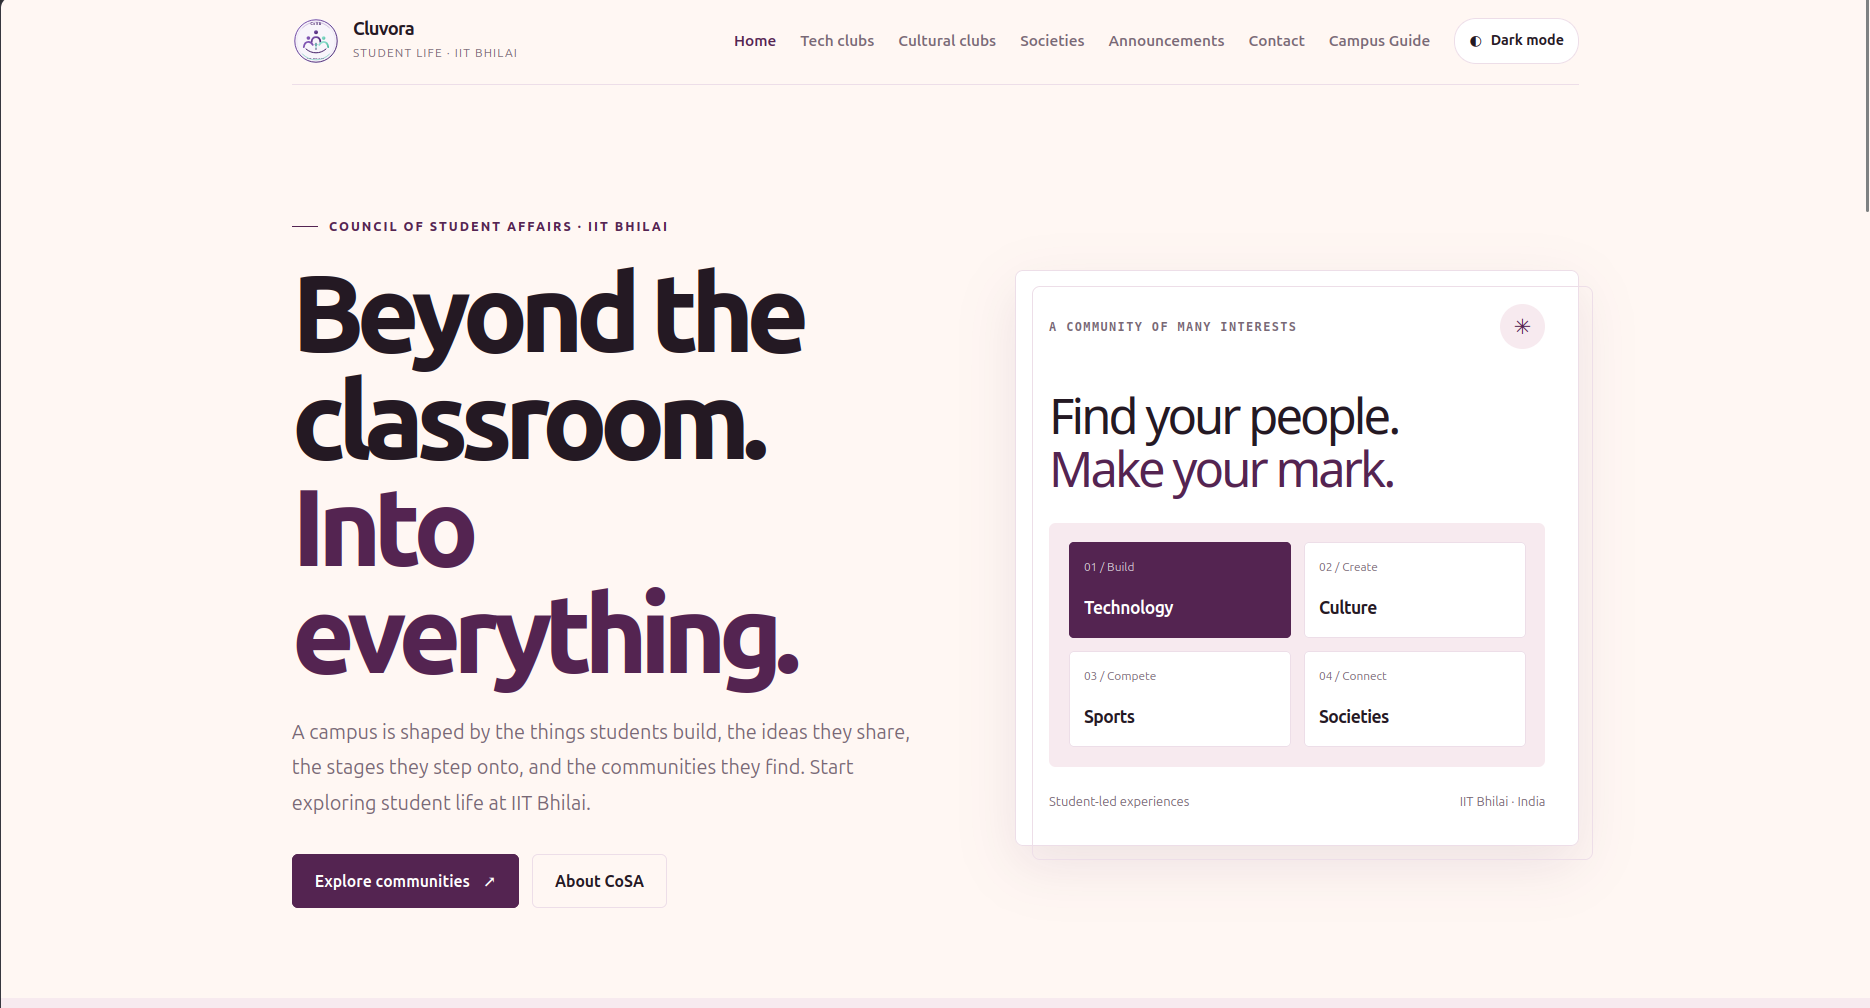 Cluvora
STUDENT LIFE · IIT BHILAI
Home
Tech clubs
Cultural clubs
Societies
Announcements
Contact
Campus Guide
Dark mode
COUNCIL OF STUDENT AFFAIRS · IIT BHILAI
Beyond the
classroom.
Into
everything.
A campus is shaped by the things students build, the ideas they share,
the stages they step onto, and the communities they find. Start
exploring student life at IIT Bhilai.
Explore communities ↗
About CoSA
A COMMUNITY OF MANY INTERESTS
Find your people.
Make your mark.
01 / Build
Technology
02 / Create
Culture
03 / Compete
Sports
04 / Connect
Societies
Student-led experiences
IIT Bhilai · India